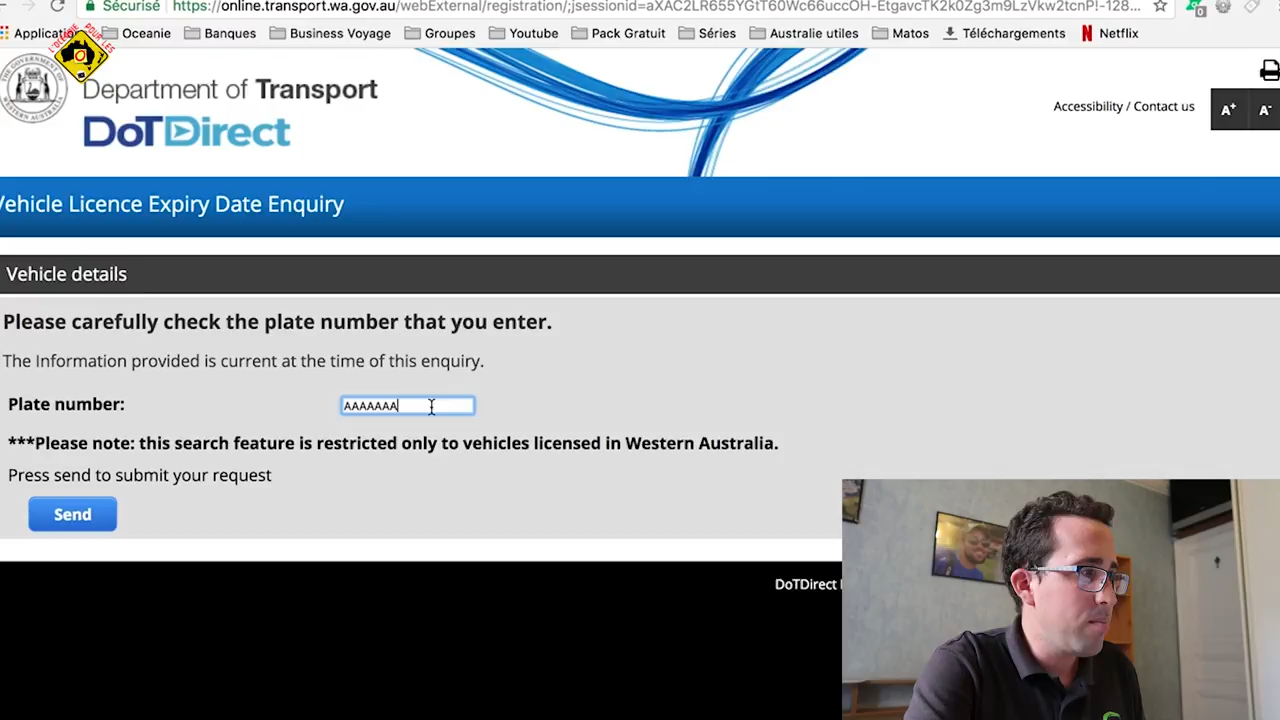 Sécurisé https://online.transport.wa.gov.au/webExternal/registration/;jsessionid=aXAC2LR655YGtT60Wc66uccOH-EtgavcTK2k0Zg3m9LzVkw2tcnP!-128...
Oceanie Banques Business Voyage Groupes Youtube Pack Gratuit Séries Australie utiles Matos Téléchargements Netflix
Department of Transport
DoTDirect
Accessibility / Contact us
A+ A-
Vehicle Licence Expiry Date Enquiry
Vehicle details
Please carefully check the plate number that you enter.
The Information provided is current at the time of this enquiry.
Plate number: AAAAAAA
***Please note: this search feature is restricted only to vehicles licensed in Western Australia.
Press send to submit your request
Send
DoTDirect